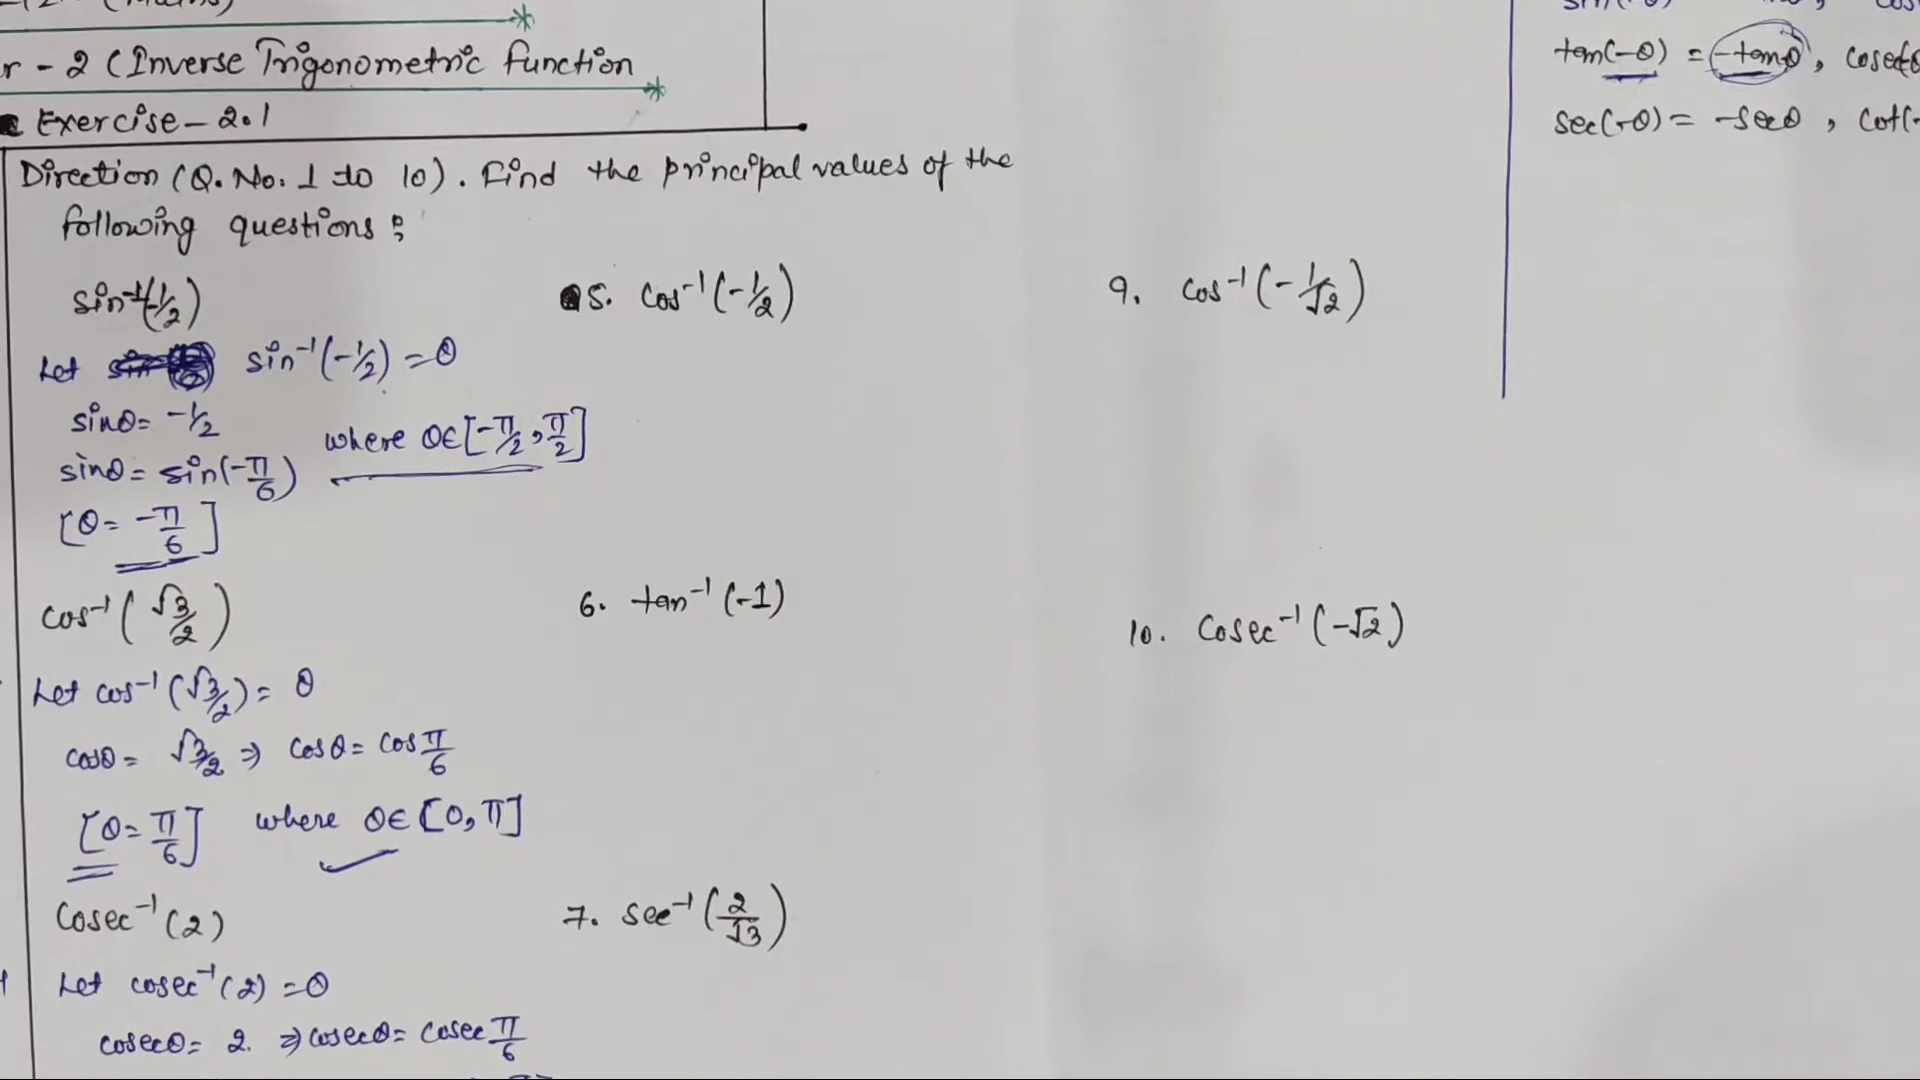 (Maths)
r - 2 (Inverse Trigonometric function
Exercise - 2.1
Direction (Q. No. 1 to 10). Find the principal values of the
following questions :
sin⁻¹(-1/2)
Let sin⁻¹(-1/2) = θ
sinθ = -1/2
where θ∈[-π/2, π/2]
sinθ = sin(-π/6)
[θ = -π/6]
cos⁻¹(√3/2)
Let cos⁻¹(√3/2) = θ
cosθ = √3/2 ⇒ cosθ = cos π/6
[θ = π/6] where θ∈[0, π]
Cosec⁻¹(2)
Let cosec⁻¹(2) = θ
cosecθ = 2. ⇒ cosecθ = cosec π/6
5. cos⁻¹(-1/2)
6. tan⁻¹(-1)
7. sec⁻¹(2/√3)
9. cos⁻¹(-1/√2)
10. Cosec⁻¹(-√2)
tan(-θ) = -tanθ, cosec(-θ
sec(-θ) = -secθ, cot(-